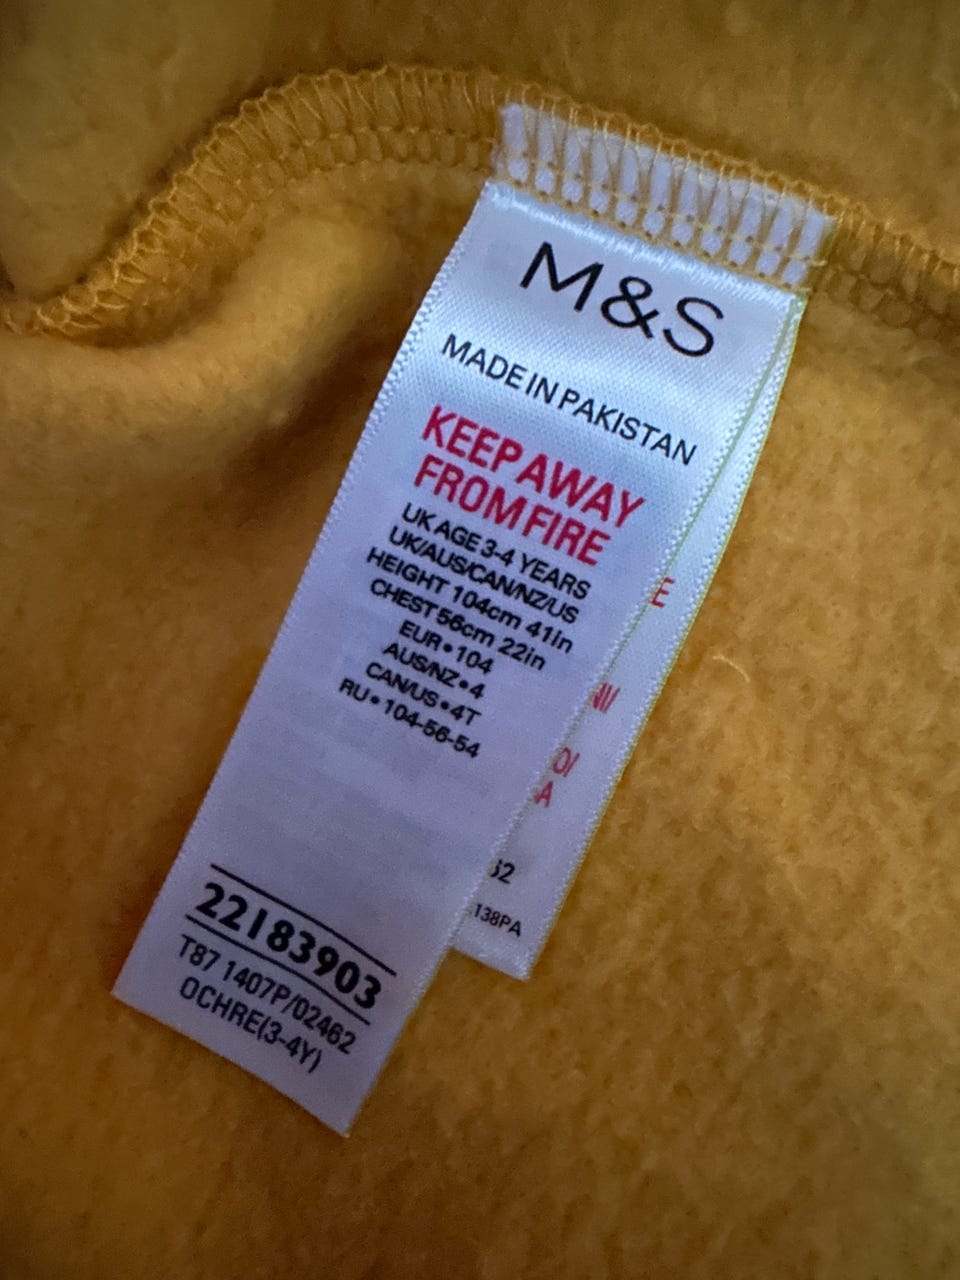 M&S
MADE IN PAKISTAN
KEEP AWAY
FROM FIRE
UK AGE 3-4 YEARS
UK/AUS/CAN/NZ/US
HEIGHT 104cm 41in
CHEST 56cm 22in
EUR•104
AUS/NZ•4
CAN/US•4T
RU•104-56-54
22183903
T87 1407P/02462
OCHRE(3-4Y)
E
O/
A
138PA